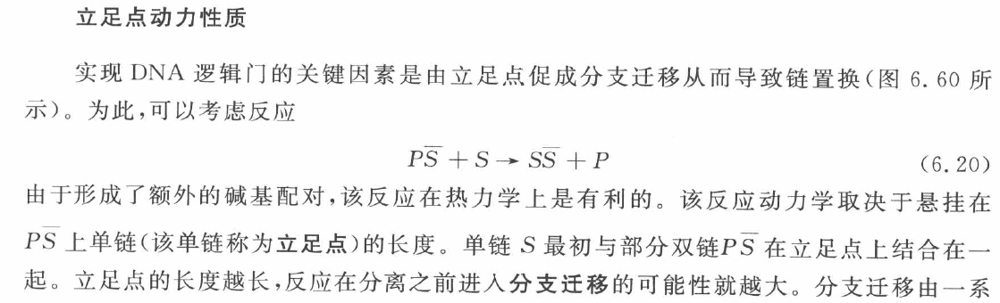 立足点动力性质
实现 DNA 逻辑门的关键因素是由立足点促成分支迁移从而导致链置换(图 6.60 所
示)。为此,可以考虑反应
PS̅ + S → SS̅ + P (6.20)
由于形成了额外的碱基配对,该反应在热力学上是有利的。该反应动力学取决于悬挂在
PS̅ 上单链(该单链称为立足点)的长度。单链 S 最初与部分双链PS̅ 在立足点上结合在一
起。立足点的长度越长,反应在分离之前进入分支迁移的可能性就越大。分支迁移由一系